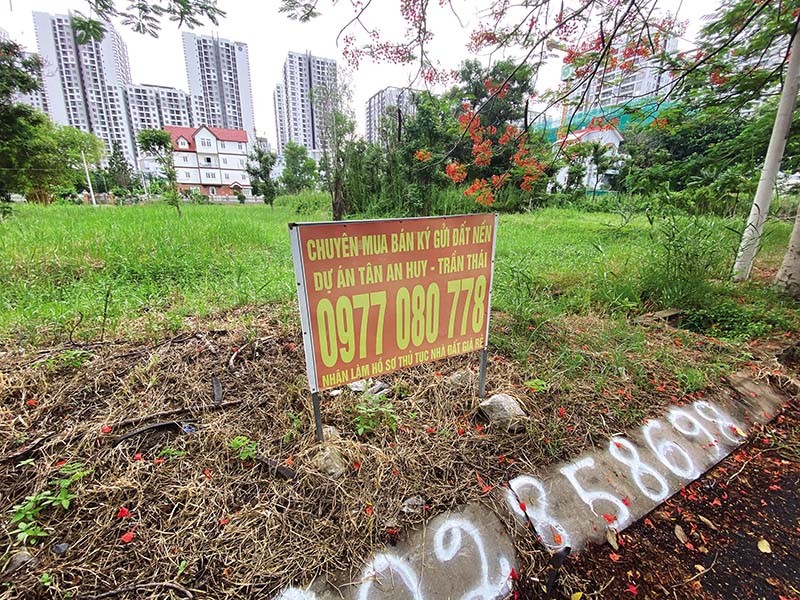 CHUYÊN MUA BÁN KÝ GỬI ĐẤT NỀN
DỰ ÁN TÂN AN HUY - TRẦN THÁI
0977 080 778
NHẬN LÀM HỒ SƠ THỦ TỤC NHÀ ĐẤT GIÁ RẺ
858698